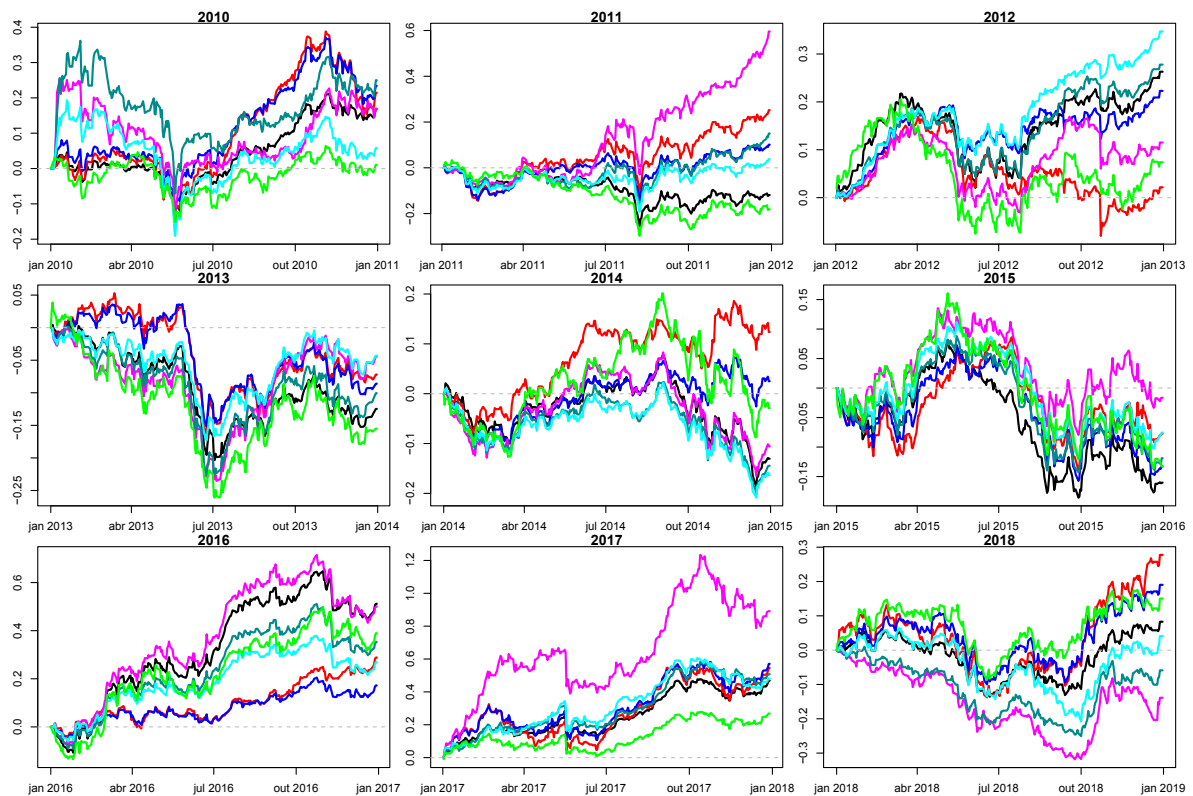 2010
2011
2012
−0.2 −0.1 0.0 0.1 0.2 0.3 0.4
−0.2 0.0 0.2 0.4 0.6
0.0 0.1 0.2 0.3
jan 2010 abr 2010 jul 2010 out 2010 jan 2011
jan 2011 abr 2011 jul 2011 out 2011 jan 2012
jan 2012 abr 2012 jul 2012 out 2012 jan 2013
2013
2014
2015
−0.25 −0.15 −0.05 0.05
−0.2 −0.1 0.0 0.1 0.2
−0.15 −0.05 0.05 0.15
jan 2013 abr 2013 jul 2013 out 2013 jan 2014
jan 2014 abr 2014 jul 2014 out 2014 jan 2015
jan 2015 abr 2015 jul 2015 out 2015 jan 2016
2016
2017
2018
0.0 0.2 0.4 0.6
0.0 0.2 0.4 0.6 0.8 1.0 1.2
−0.3 −0.2 −0.1 0.0 0.1 0.2 0.3
jan 2016 abr 2016 jul 2016 out 2016 jan 2017
jan 2017 abr 2017 jul 2017 out 2017 jan 2018
jan 2018 abr 2018 jul 2018 out 2018 jan 2019